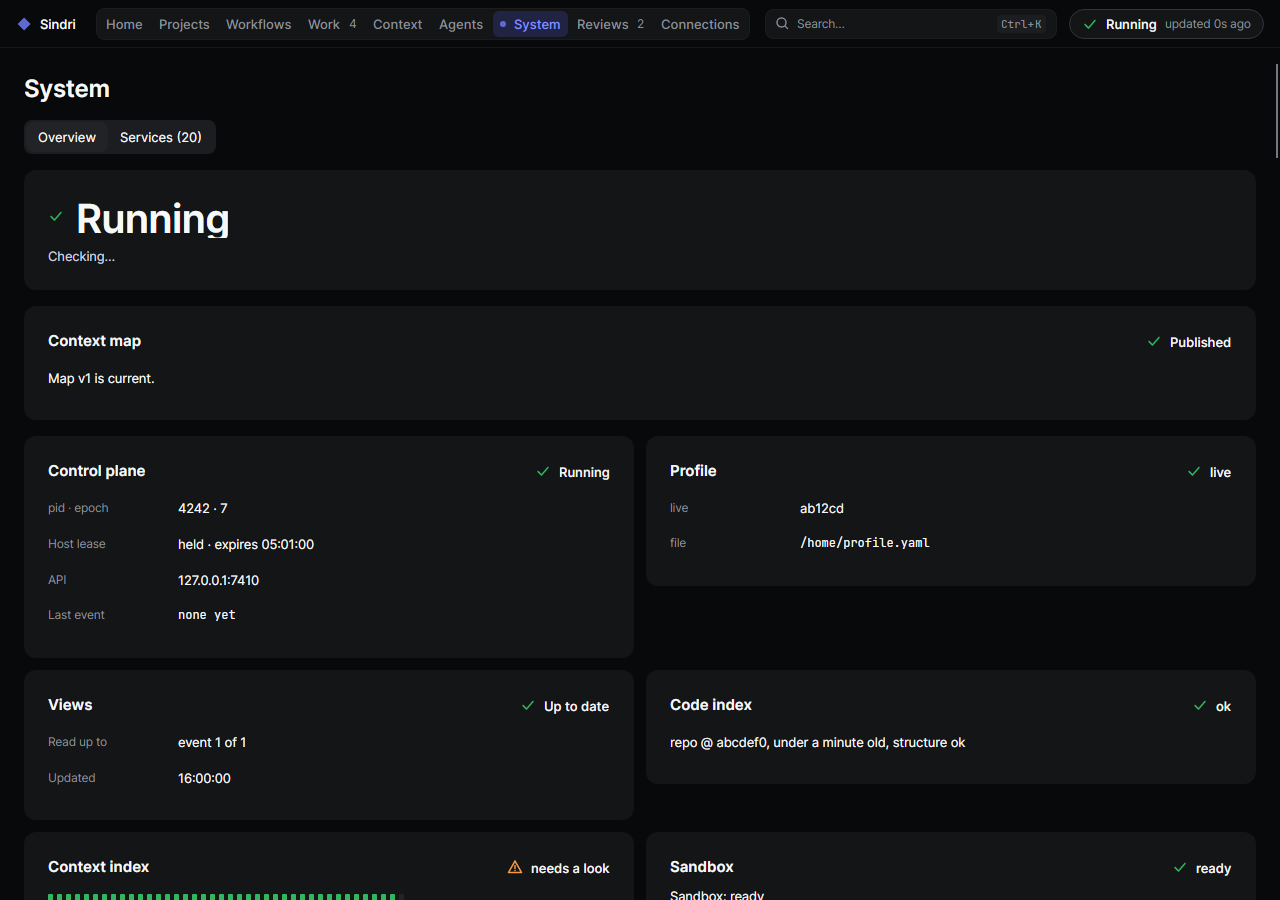 Sindri Home Projects Workflows Work 4 Context Agents System Reviews 2 Connections Search... Ctrl+K Running updated 0s ago
System
Overview Services (20)
Running
Checking...
Context map Published
Map v1 is current.
Control plane Running
pid · epoch 4242 · 7
Host lease held · expires 05:01:00
API 127.0.0.1:7410
Last event none yet
Profile live
live ab12cd
file /home/profile.yaml
Views Up to date
Read up to event 1 of 1
Updated 16:00:00
Code index ok
repo @ abcdef0, under a minute old, structure ok
Context index needs a look
Sandbox ready
Sandbox: ready